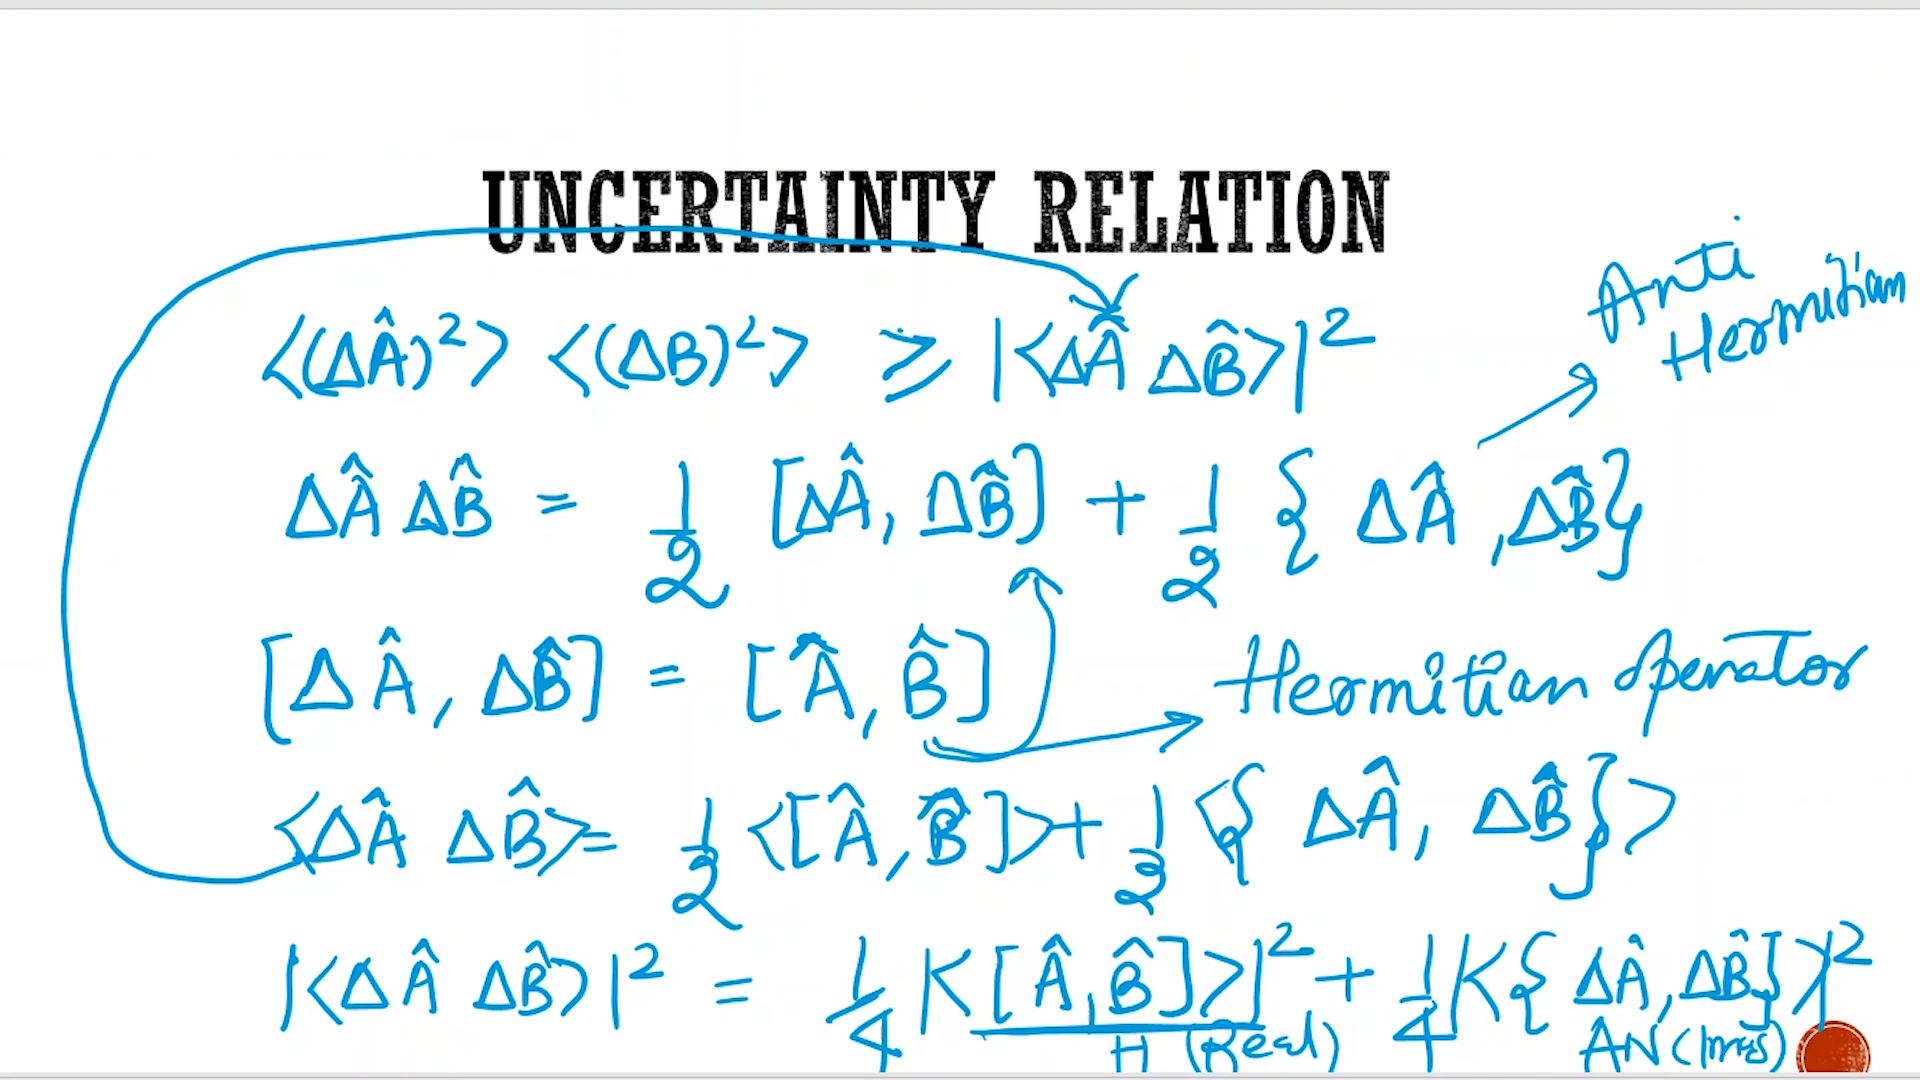 UNCERTAINTY RELATION
Anti
Hermitian
<(ΔÂ)²> <(ΔB)²> ≥ |<ΔÂ ΔB̂>|²
ΔÂ ΔB̂ = 1/2 [ΔÂ, ΔB̂] + 1/2 { ΔÂ, ΔB̂}
[ΔÂ, ΔB̂] = [Â, B̂]
Hermitian operator
<ΔÂ ΔB̂> = 1/2 <[Â, B̂]> + 1/2 <{ ΔÂ, ΔB̂}>
|<ΔÂ ΔB̂>|² = 1/4 |<[Â, B̂]>|² + 1/4 |<{ ΔÂ, ΔB̂}>|²
H (Real)